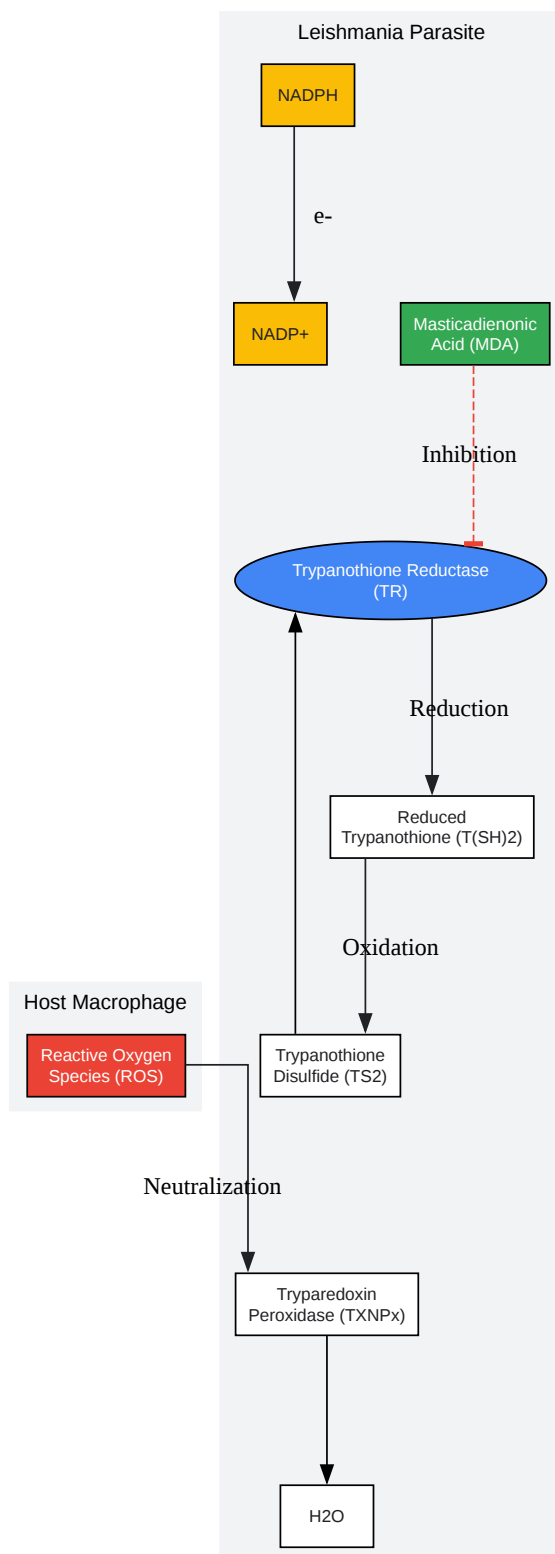 Leishmania Parasite
NADPH
e-
NADP+
Masticadienonic
Acid (MDA)
Inhibition
Trypanothione Reductase
(TR)
Reduction
Reduced
Trypanothione (T(SH)2)
Oxidation
Host Macrophage
Reactive Oxygen
Species (ROS)
Trypanothione
Disulfide (TS2)
Neutralization
Tryparedoxin
Peroxidase (TXNPx)
H2O